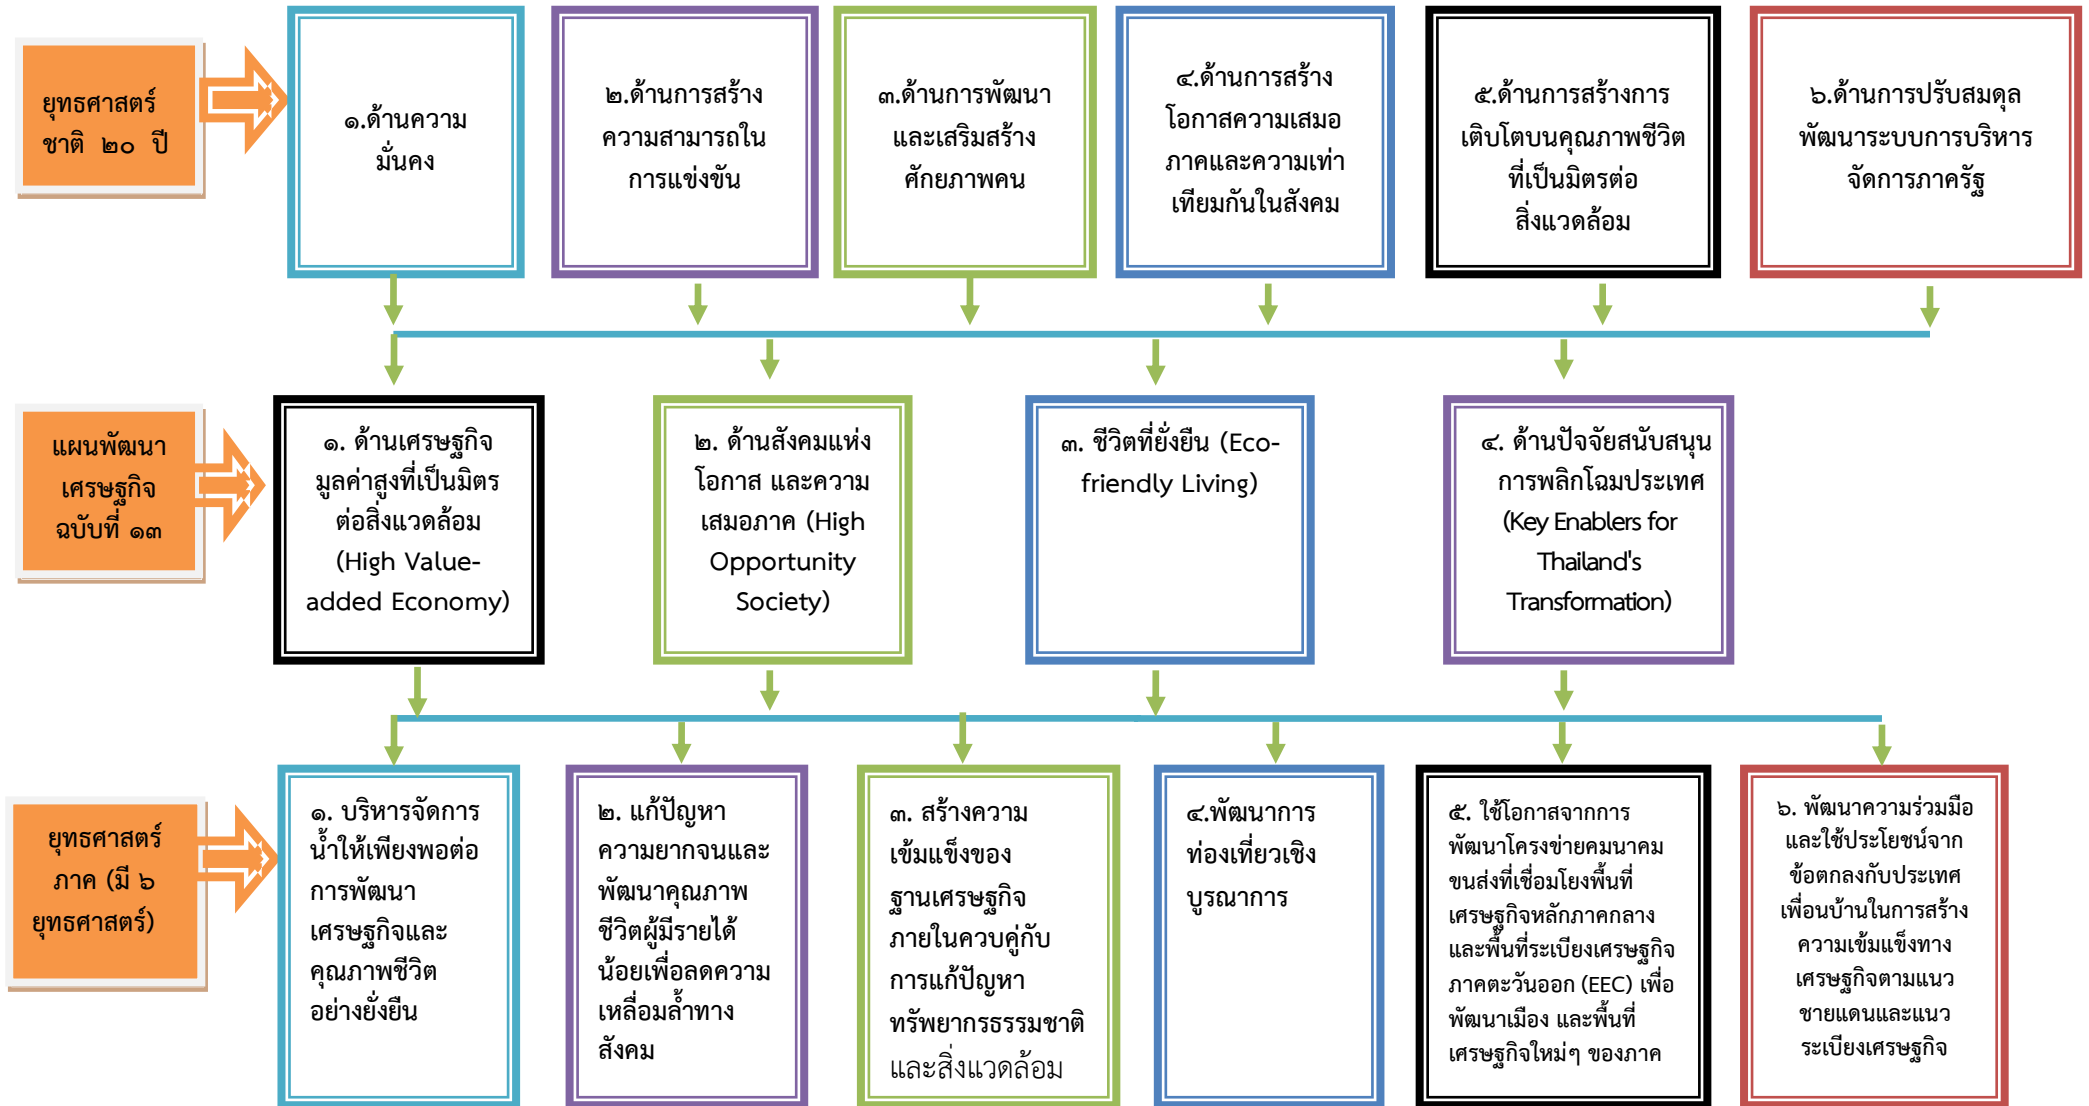 ยุทธศาสตร์
ชาติ ๒๐ ปี
๑.ด้านความ
มั่นคง
๒.ด้านการสร้าง
ความสามารถใน
การแข่งขัน
๓.ด้านการพัฒนา
และเสริมสร้าง
ศักยภาพคน
๔.ด้านการสร้าง
โอกาสความเสมอ
ภาคและความเท่า
เทียมกันในสังคม
๕.ด้านการสร้างการ
เติบโตบนคุณภาพชีวิต
ที่เป็นมิตรต่อ
สิ่งแวดล้อม
๖.ด้านการปรับสมดุล
พัฒนาระบบการบริหาร
จัดการภาครัฐ
แผนพัฒนา
เศรษฐกิจ
ฉบับที่ ๑๓
๑. ด้านเศรษฐกิจ
มูลค่าสูงที่เป็นมิตร
ต่อสิ่งแวดล้อม
(High Value-
added Economy)
๒. ด้านสังคมแห่ง
โอกาส และความ
เสมอภาค (High
Opportunity
Society)
๓. ชีวิตที่ยั่งยืน (Eco-
friendly Living)
๔. ด้านปัจจัยสนับสนุน
การพลิกโฉมประเทศ
(Key Enablers for
Thailand's
Transformation)
ยุทธศาสตร์
ภาค (มี ๖
ยุทธศาสตร์)
๑. บริหารจัดการ
น้ำให้เพียงพอต่อ
การพัฒนา
เศรษฐกิจและ
คุณภาพชีวิต
อย่างยั่งยืน
๒. แก้ปัญหา
ความยากจนและ
พัฒนาคุณภาพ
ชีวิตผู้มีรายได้
น้อยเพื่อลดความ
เหลื่อมล้ำทาง
สังคม
๓. สร้างความ
เข้มแข็งของ
ฐานเศรษฐกิจ
ภายในควบคู่กับ
การแก้ปัญหา
ทรัพยากรธรรมชาติ
และสิ่งแวดล้อม
๔.พัฒนาการ
ท่องเที่ยวเชิง
บูรณาการ
๕. ใช้โอกาสจากการ
พัฒนาโครงข่ายคมนาคม
ขนส่งที่เชื่อมโยงพื้นที่
เศรษฐกิจหลักภาคกลาง
และพื้นที่ระเบียงเศรษฐกิจ
ภาคตะวันออก (EEC) เพื่อ
พัฒนาเมือง และพื้นที่
เศรษฐกิจใหม่ๆ ของภาค
๖. พัฒนาความร่วมมือ
และใช้ประโยชน์จาก
ข้อตกลงกับประเทศ
เพื่อนบ้านในการสร้าง
ความเข้มแข็งทาง
เศรษฐกิจตามแนว
ชายแดนและแนว
ระเบียงเศรษฐกิจ